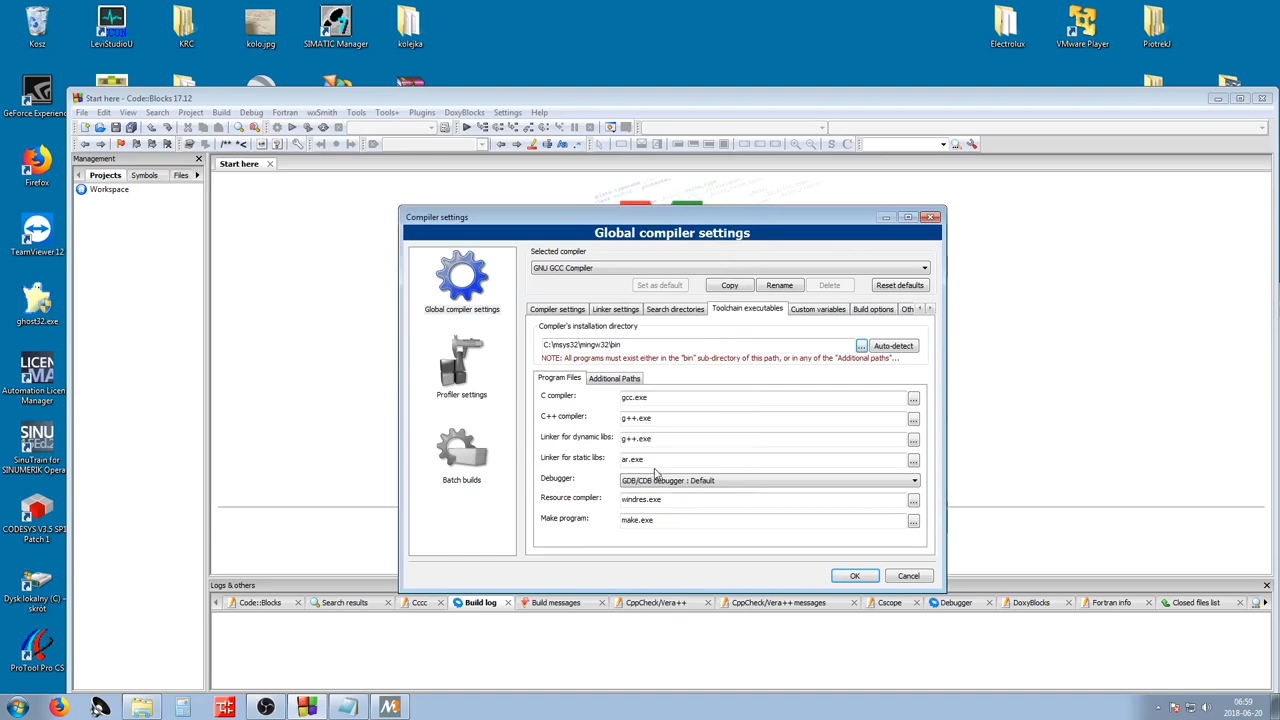 Kosz
LeviStudioU
KRC
kolo.jpg
SIMATIC Manager
kolejka
Electrolux
VMware Player
PiotrekJ
GeForce Experience
Firefox
TeamViewer 12
ghost32.exe
Automation License Manager
SinuTrain for SINUMERIK Operat...
CODESYS V3.5 SP1 Patch 1
Dysk lokalny (C) - skrót
ProTool Pro CS
Start here - Code::Blocks 17.12
File Edit View Search Project Build Debug Fortran wxSmith Tools Tools+ Plugins DoxyBlocks Settings Help
Management
Projects Symbols Files
Workspace
Start here
Compiler settings
Global compiler settings
Global compiler settings
Profiler settings
Batch builds
Selected compiler
GNU GCC Compiler
Set as default Copy Rename Delete Reset defaults
Compiler settings Linker settings Search directories Toolchain executables Custom variables Build options Oth
Compiler's installation directory
C:\msys32\mingw32\bin ... Auto-detect
NOTE: All programs must exist either in the "bin" sub-directory of this path, or in any of the "Additional paths"...
Program Files Additional Paths
C compiler: gcc.exe ...
C++ compiler: g++.exe ...
Linker for dynamic libs: g++.exe ...
Linker for static libs: ar.exe ...
Debugger: GDB/CDB debugger : Default
Resource compiler: windres.exe ...
Make program: make.exe ...
OK Cancel
Logs & others
Code::Blocks Search results Cccc Build log Build messages CppCheck/Vera++ CppCheck/Vera++ messages Cscope Debugger DoxyBlocks Fortran info Closed files list
06:59
2018-06-20